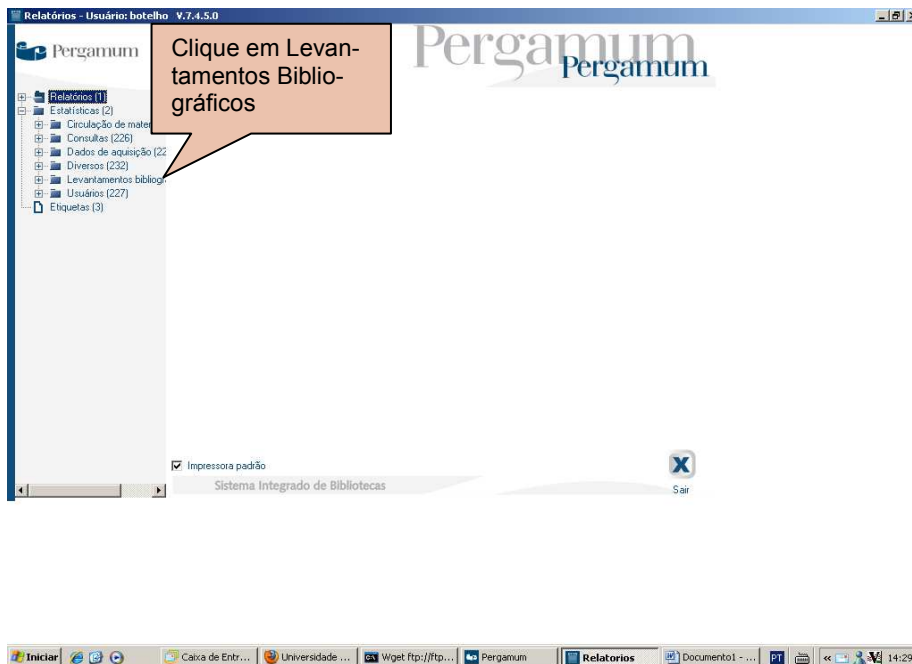 Relatórios - Usuário: botelho V.7.4.5.0
Pergamum
Clique em Levan-
tamentos Biblio-
gráficos
Pergamum
Pergamum
Relatórios (1)
Estatísticas (2)
Circulação de mater
Consultas (226)
Dados de aquisição (22
Diversos (232)
Levantamentos bibliogr
Usuários (227)
Etiquetas (3)
Impressora padrão
Sistema Integrado de Bibliotecas
X
Sair
Iniciar
Caixa de Entr...
Universidade ...
Wget ftp://ftp...
Pergamum
Relatorios
Documento1 - ...
PT
14:29